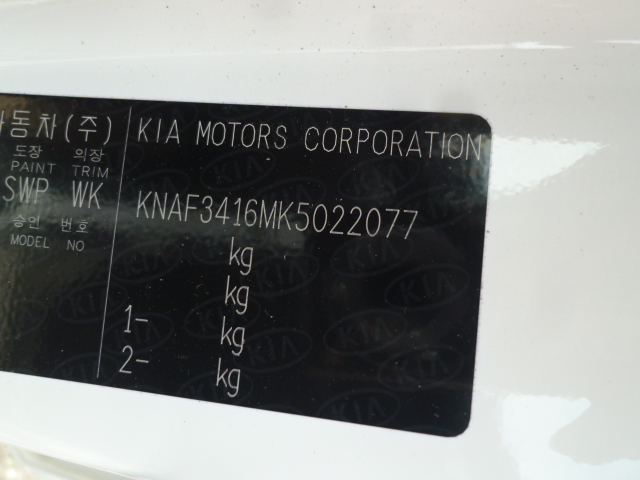 자동차(주) KIA MOTORS CORPORATION
도장 의장
PAINT TRIM
SWP WK KNAF3416MK5022077
승인 번호
MODEL NO
kg
kg
1- kg
2- kg